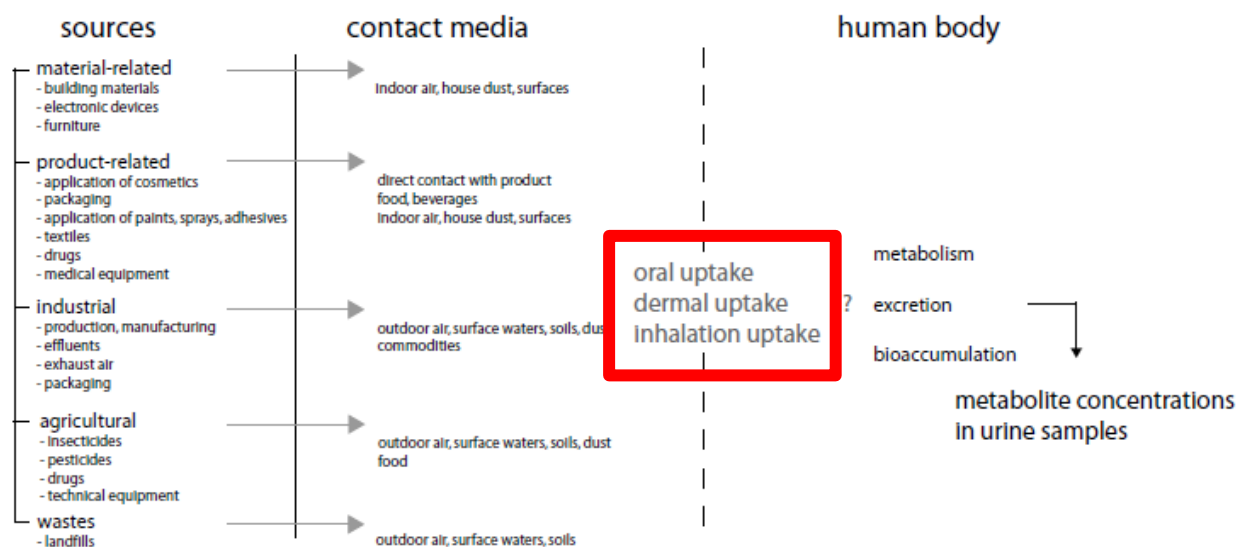 sources
contact media
human body
material-related
- building materials
- electronic devices
- furniture
indoor air, house dust, surfaces
product-related
- application of cosmetics
- packaging
- application of paints, sprays, adhesives
- textiles
- drugs
- medical equipment
direct contact with product
food, beverages
indoor air, house dust, surfaces
oral uptake
dermal uptake
inhalation uptake
?
metabolism
excretion
bioaccumulation
metabolite concentrations
in urine samples
industrial
- production, manufacturing
- effluents
- exhaust air
- packaging
outdoor air, surface waters, soils, dus
commodities
agricultural
- insecticides
- pesticides
- drugs
- technical equipment
outdoor air, surface waters, soils, dust
food
wastes
- landfills
outdoor air, surface waters, soils